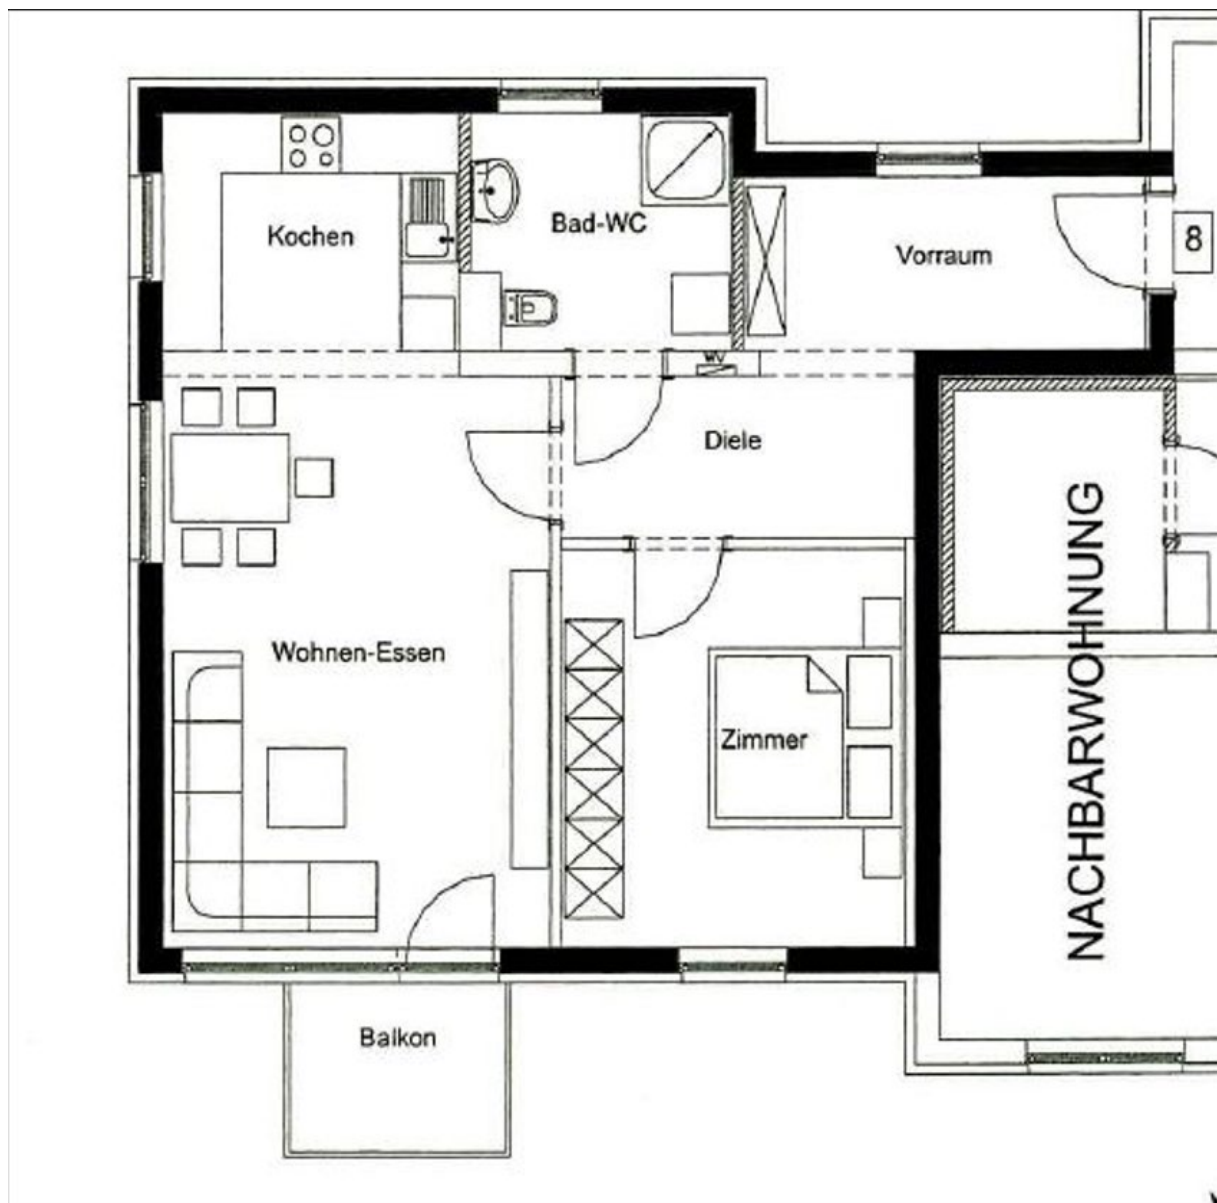 Kochen
Bad-WC
Vorraum
8
WV
Diele
Wohnen-Essen
Zimmer
NACHBARWOHNUNG
Balkon